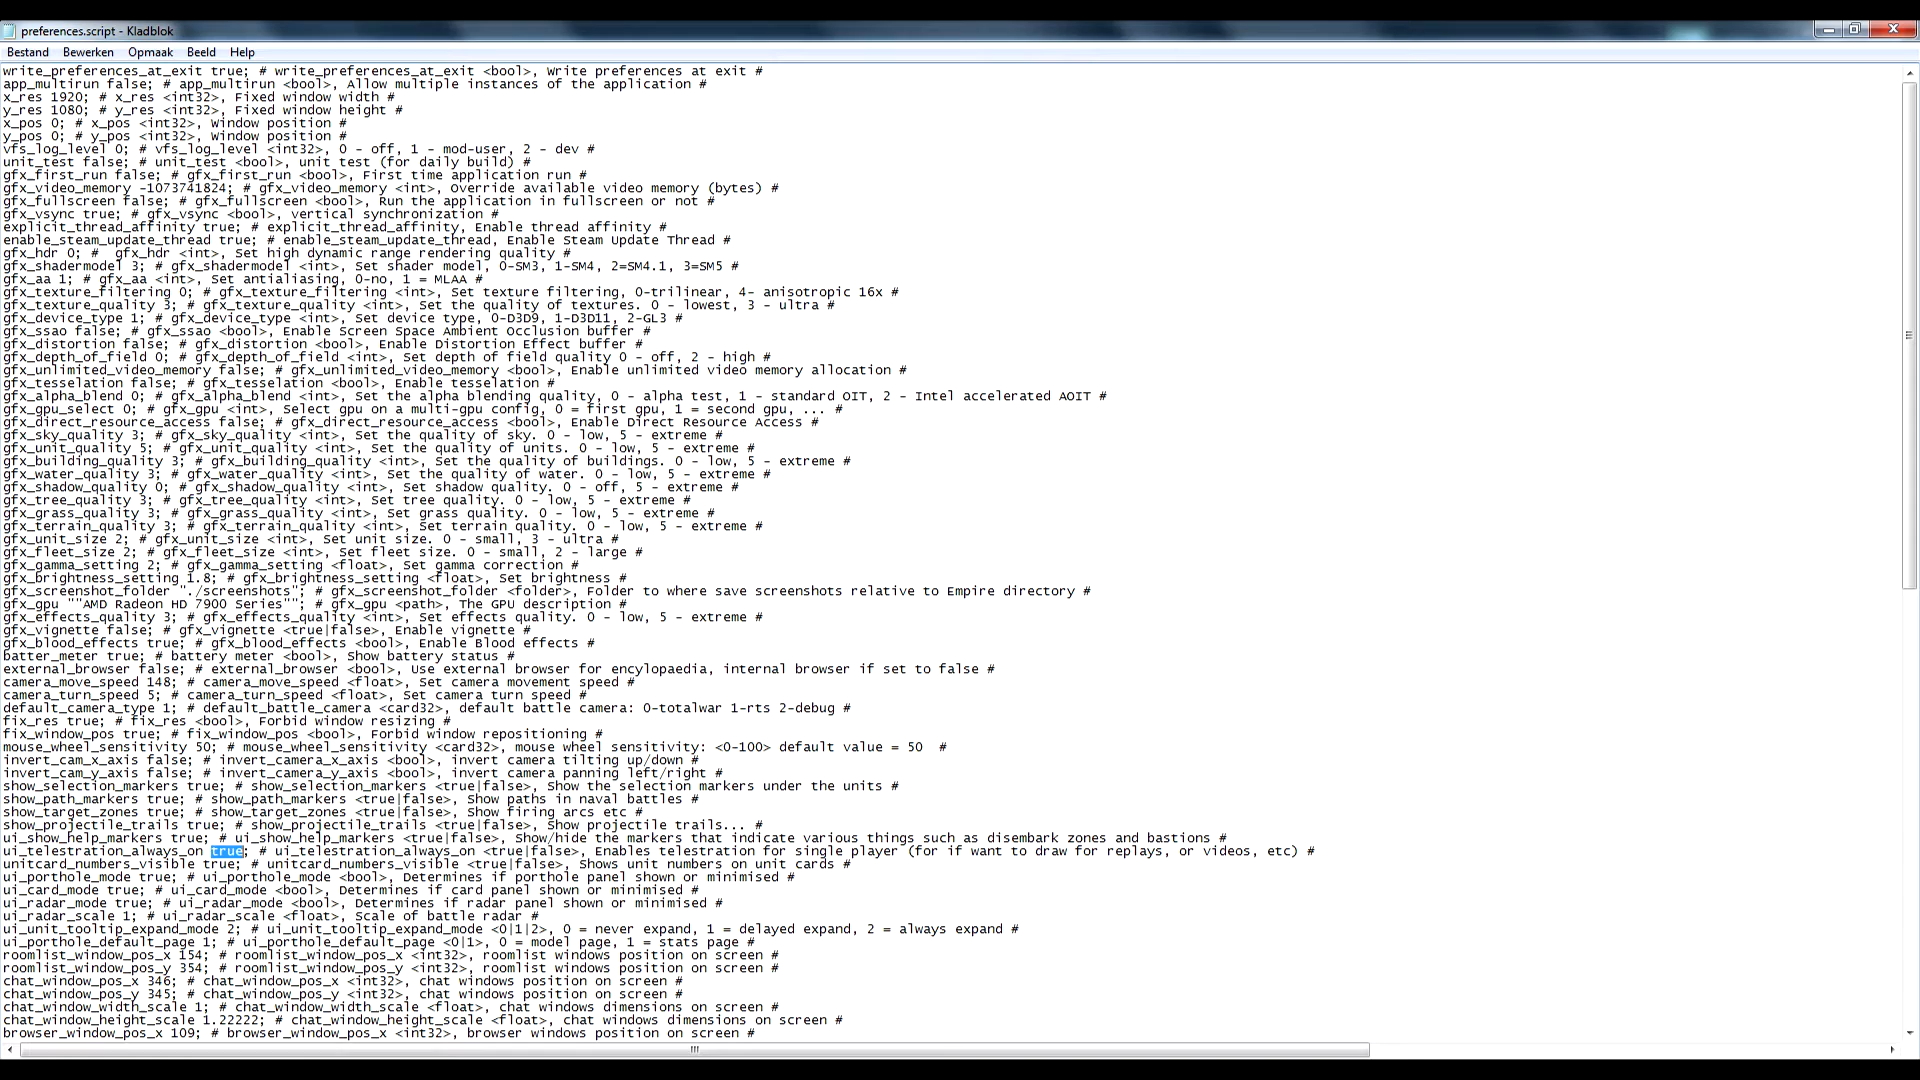 preferences.script - Kladblok
Bestand Bewerken Opmaak Beeld Help
write_preferences_at_exit true; # write_preferences_at_exit <bool>, Write preferences at exit #
app_multirun false; # app_multirun <bool>, Allow multiple instances of the application #
x_res 1920; # x_res <int32>, Fixed window width #
y_res 1080; # y_res <int32>, Fixed window height #
x_pos 0; # x_pos <int32>, Window position #
y_pos 0; # y_pos <int32>, Window position #
vfs_log_level 0; # vfs_log_level <int32>, 0 - off, 1 - mod-user, 2 - dev #
unit_test false; # unit_test <bool>, unit test (for daily build) #
gfx_first_run false; # gfx_first_run <bool>, First time application run #
gfx_video_memory -1073741824; # gfx_video_memory <int>, Override available video memory (bytes) #
gfx_fullscreen false; # gfx_fullscreen <bool>, Run the application in fullscreen or not #
gfx_vsync true; # gfx_vsync <bool>, vertical synchronization #
explicit_thread_affinity true; # explicit_thread_affinity, Enable thread affinity #
enable_steam_update_thread true; # enable_steam_update_thread, Enable Steam Update Thread #
gfx_hdr 0; #  gfx_hdr <int>, Set high dynamic range rendering quality #
gfx_shadermodel 3; # gfx_shadermodel <int>, Set shader model, 0-SM3, 1-SM4, 2=SM4.1, 3=SM5 #
gfx_aa 1; # gfx_aa <int>, Set antialiasing, 0-no, 1 = MLAA #
gfx_texture_filtering 0; # gfx_texture_filtering <int>, Set texture filtering, 0-trilinear, 4- anisotropic 16x #
gfx_texture_quality 3; # gfx_texture_quality <int>, Set the quality of textures. 0 - lowest, 3 - ultra #
gfx_device_type 1; # gfx_device_type <int>, Set device type, 0-D3D9, 1-D3D11, 2-GL3 #
gfx_ssao false; # gfx_ssao <bool>, Enable Screen Space Ambient Occlusion buffer #
gfx_distortion false; # gfx_distortion <bool>, Enable Distortion Effect buffer #
gfx_depth_of_field 0; # gfx_depth_of_field <int>, Set depth of field quality 0 - off, 2 - high #
gfx_unlimited_video_memory false; # gfx_unlimited_video_memory <bool>, Enable unlimited video memory allocation #
gfx_tesselation false; # gfx_tesselation <bool>, Enable tesselation #
gfx_alpha_blend 0; # gfx_alpha_blend <int>, Set the alpha blending quality, 0 - alpha test, 1 - standard OIT, 2 - Intel accelerated AOIT #
gfx_gpu_select 0; # gfx_gpu <int>, Select gpu on a multi-gpu config, 0 = first gpu, 1 = second gpu, ... #
gfx_direct_resource_access false; # gfx_direct_resource_access <bool>, Enable Direct Resource Access #
gfx_sky_quality 3; # gfx_sky_quality <int>, Set the quality of sky. 0 - low, 5 - extreme #
gfx_unit_quality 5; # gfx_unit_quality <int>, Set the quality of units. 0 - low, 5 - extreme #
gfx_building_quality 3; # gfx_building_quality <int>, Set the quality of buildings. 0 - low, 5 - extreme #
gfx_water_quality 3; # gfx_water_quality <int>, Set the quality of water. 0 - low, 5 - extreme #
gfx_shadow_quality 0; # gfx_shadow_quality <int>, Set shadow quality. 0 - off, 5 - extreme #
gfx_tree_quality 3; # gfx_tree_quality <int>, Set tree quality. 0 - low, 5 - extreme #
gfx_grass_quality 3; # gfx_grass_quality <int>, Set grass quality. 0 - low, 5 - extreme #
gfx_terrain_quality 3; # gfx_terrain_quality <int>, Set terrain quality. 0 - low, 5 - extreme #
gfx_unit_size 2; # gfx_unit_size <int>, Set unit size. 0 - small, 3 - ultra #
gfx_fleet_size 2; # gfx_fleet_size <int>, Set fleet size. 0 - small, 2 - large #
gfx_gamma_setting 2; # gfx_gamma_setting <float>, Set gamma correction #
gfx_brightness_setting 1.8; # gfx_brightness_setting <float>, Set brightness #
gfx_screenshot_folder "./screenshots"; # gfx_screenshot_folder <folder>, Folder to where save screenshots relative to Empire directory #
gfx_gpu ""AMD Radeon HD 7900 Series""; # gfx_gpu <path>, The GPU description #
gfx_effects_quality 3; # gfx_effects_quality <int>, Set effects quality. 0 - low, 5 - extreme #
gfx_vignette false; # gfx_vignette <true|false>, Enable vignette #
gfx_blood_effects true; # gfx_blood_effects <bool>, Enable Blood effects #
batter_meter true; # battery meter <bool>, Show battery status #
external_browser false; # external_browser <bool>, Use external browser for encylopaedia, internal browser if set to false #
camera_move_speed 148; # camera_move_speed <float>, Set camera movement speed #
camera_turn_speed 5; # camera_turn_speed <float>, Set camera turn speed #
default_camera_type 1; # default_battle_camera <card32>, default battle camera: 0-totalwar 1-rts 2-debug #
fix_res true; # fix_res <bool>, Forbid window resizing #
fix_window_pos true; # fix_window_pos <bool>, Forbid window repositioning #
mouse_wheel_sensitivity 50; # mouse_wheel_sensitivity <card32>, mouse wheel sensitivity: <0-100> default value = 50  #
invert_cam_x_axis false; # invert_camera_x_axis <bool>, invert camera tilting up/down #
invert_cam_y_axis false; # invert_camera_y_axis <bool>, invert camera panning left/right #
show_selection_markers true; # show_selection_markers <true|false>, Show the selection markers under the units #
show_path_markers true; # show_path_markers <true|false>, Show paths in naval battles #
show_target_zones true; # show_target_zones <true|false>, Show firing arcs etc #
show_projectile_trails true; # show_projectile_trails <true|false>, Show projectile trails... #
ui_show_help_markers true; # ui_show_help_markers <true|false>, Show/hide the markers that indicate various things such as disembark zones and bastions #
ui_telestration_always_on true; # ui_telestration_always_on <true|false>, Enables telestration for single player (for if want to draw for replays, or videos, etc) #
unitcard_numbers_visible true; # unitcard_numbers_visible <true|false>, Shows unit numbers on unit cards #
ui_porthole_mode true; # ui_porthole_mode <bool>, Determines if porthole panel shown or minimised #
ui_card_mode true; # ui_card_mode <bool>, Determines if card panel shown or minimised #
ui_radar_mode true; # ui_radar_mode <bool>, Determines if radar panel shown or minimised #
ui_radar_scale 1; # ui_radar_scale <float>, Scale of battle radar #
ui_unit_tooltip_expand_mode 2; # ui_unit_tooltip_expand_mode <0|1|2>, 0 = never expand, 1 = delayed expand, 2 = always expand #
ui_porthole_default_page 1; # ui_porthole_default_page <0|1>, 0 = model page, 1 = stats page #
roomlist_window_pos_x 154; # roomlist_window_pos_x <int32>, roomlist windows position on screen #
roomlist_window_pos_y 354; # roomlist_window_pos_y <int32>, roomlist windows position on screen #
chat_window_pos_x 346; # chat_window_pos_x <int32>, chat windows position on screen #
chat_window_pos_y 345; # chat_window_pos_y <int32>, chat windows position on screen #
chat_window_width_scale 1; # chat_window_width_scale <float>, chat windows dimensions on screen #
chat_window_height_scale 1.22222; # chat_window_height_scale <float>, chat windows dimensions on screen #
browser_window_pos_x 109; # browser_window_pos_x <int32>, browser windows position on screen #